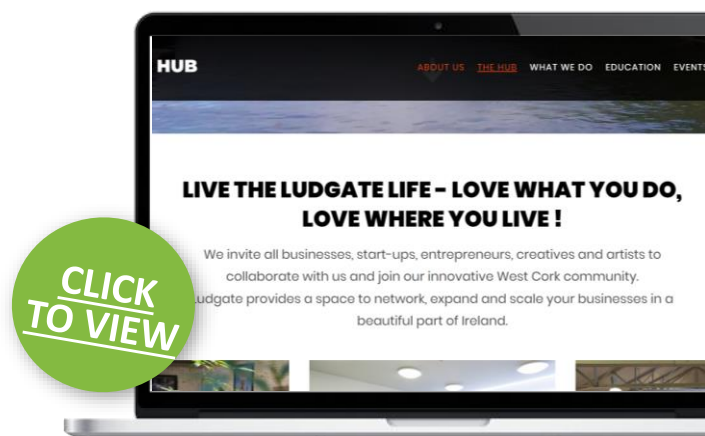 HUB
ABOUT US THE HUB WHAT WE DO EDUCATION EVENTS
LIVE THE LUDGATE LIFE – LOVE WHAT YOU DO,
LOVE WHERE YOU LIVE !
We invite all businesses, start-ups, entrepreneurs, creatives and artists to
collaborate with us and join our innovative West Cork community.
udgate provides a space to network, expand and scale your businesses in a
beautiful part of Ireland.
CLICK
TO VIEW